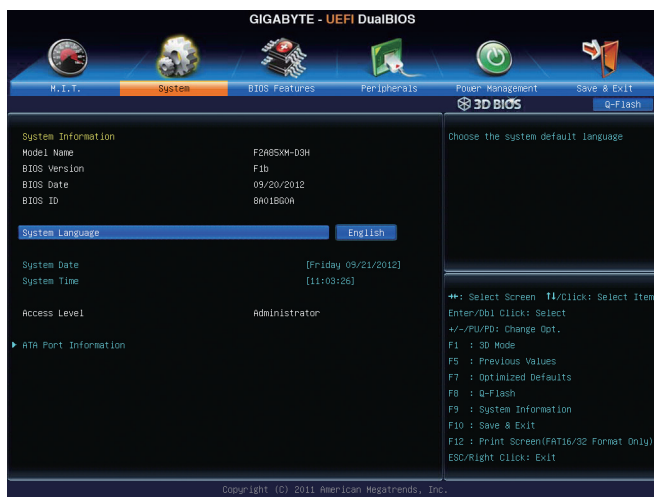 GIGABYTE - UEFI DualBIOS
M.I.T.
System
BIOS Features
Peripherals
Power Management
Save & Exit
3D BIOS
Q-Flash
System Information
Model Name F2A85XM-D3H
BIOS Version F1b
BIOS Date 09/20/2012
BIOS ID 8A01BG0A
System Language English
System Date [Friday 09/21/2012]
System Time [11:03:26]
Access Level Administrator
ATA Port Information
Choose the system default language
→←: Select Screen ↑↓/Click: Select Item
Enter/Dbl Click: Select
+/-/PU/PD: Change Opt.
F1 : 3D Mode
F5 : Previous Values
F7 : Optimized Defaults
F8 : Q-Flash
F9 : System Information
F10 : Save & Exit
F12 : Print Screen(FAT16/32 Format Only)
ESC/Right Click: Exit
Copyright (C) 2011 American Megatrends, Inc.